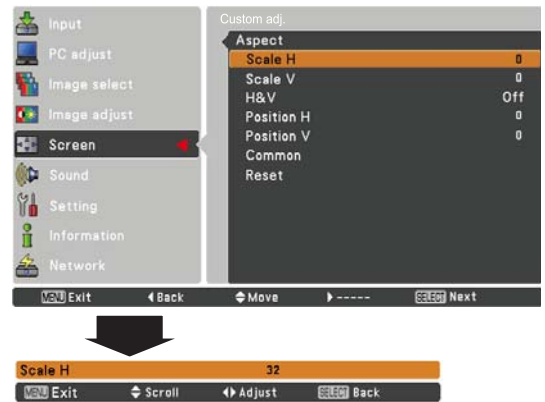 Custom adj.
Input
PC adjust
Image select
Image adjust
Screen
Sound
Setting
Information
Network
Aspect
Scale H 0
Scale V 0
H&V Off
Position H 0
Position V 0
Common
Reset
MENU Exit Back Move ----- SELECT Next
Scale H 32
MENU Exit Scroll Adjust SELECT Back